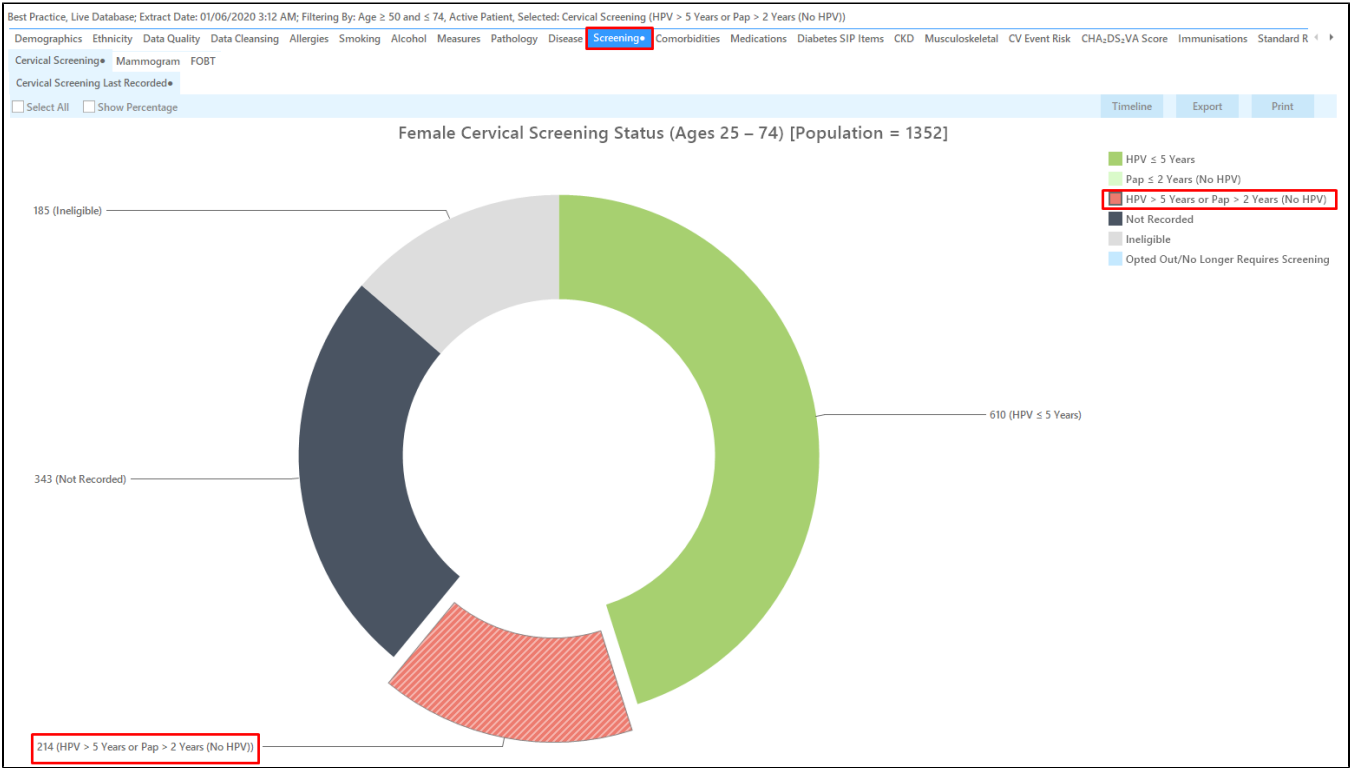 Best Practice, Live Database; Extract Date: 01/06/2020 3:12 AM; Filtering By: Age ≥ 50 and ≤ 74, Active Patient, Selected: Cervical Screening (HPV > 5 Years or Pap > 2 Years (No HPV))
Demographics Ethnicity Data Quality Data Cleansing Allergies Smoking Alcohol Measures Pathology Disease Screening• Comorbidities Medications Diabetes SIP Items CKD Musculoskeletal CV Event Risk CHA₂DS₂VA Score Immunisations Standard R
Cervical Screening• Mammogram FOBT
Cervical Screening Last Recorded•
Select All Show Percentage Timeline Export Print
Female Cervical Screening Status (Ages 25 – 74) [Population = 1352]
HPV ≤ 5 Years
Pap ≤ 2 Years (No HPV)
HPV > 5 Years or Pap > 2 Years (No HPV)
Not Recorded
Ineligible
Opted Out/No Longer Requires Screening
185 (Ineligible)
610 (HPV ≤ 5 Years)
343 (Not Recorded)
214 (HPV > 5 Years or Pap > 2 Years (No HPV))